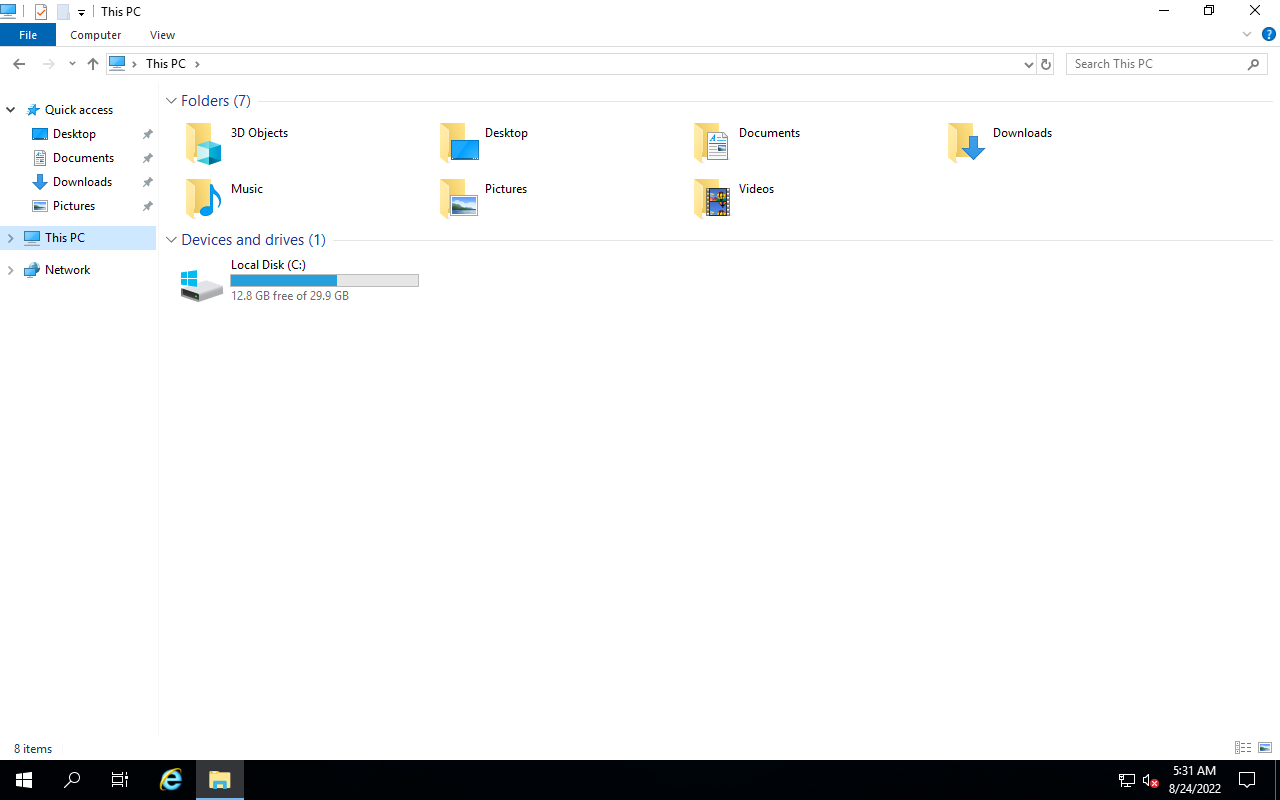 This PC
File Computer View
This PC Search This PC
Quick access
Desktop
Documents
Downloads
Pictures
This PC
Network
Folders (7)
3D Objects Desktop Documents Downloads
Music Pictures Videos
Devices and drives (1)
Local Disk (C:)
12.8 GB free of 29.9 GB
8 items
5:31 AM
8/24/2022